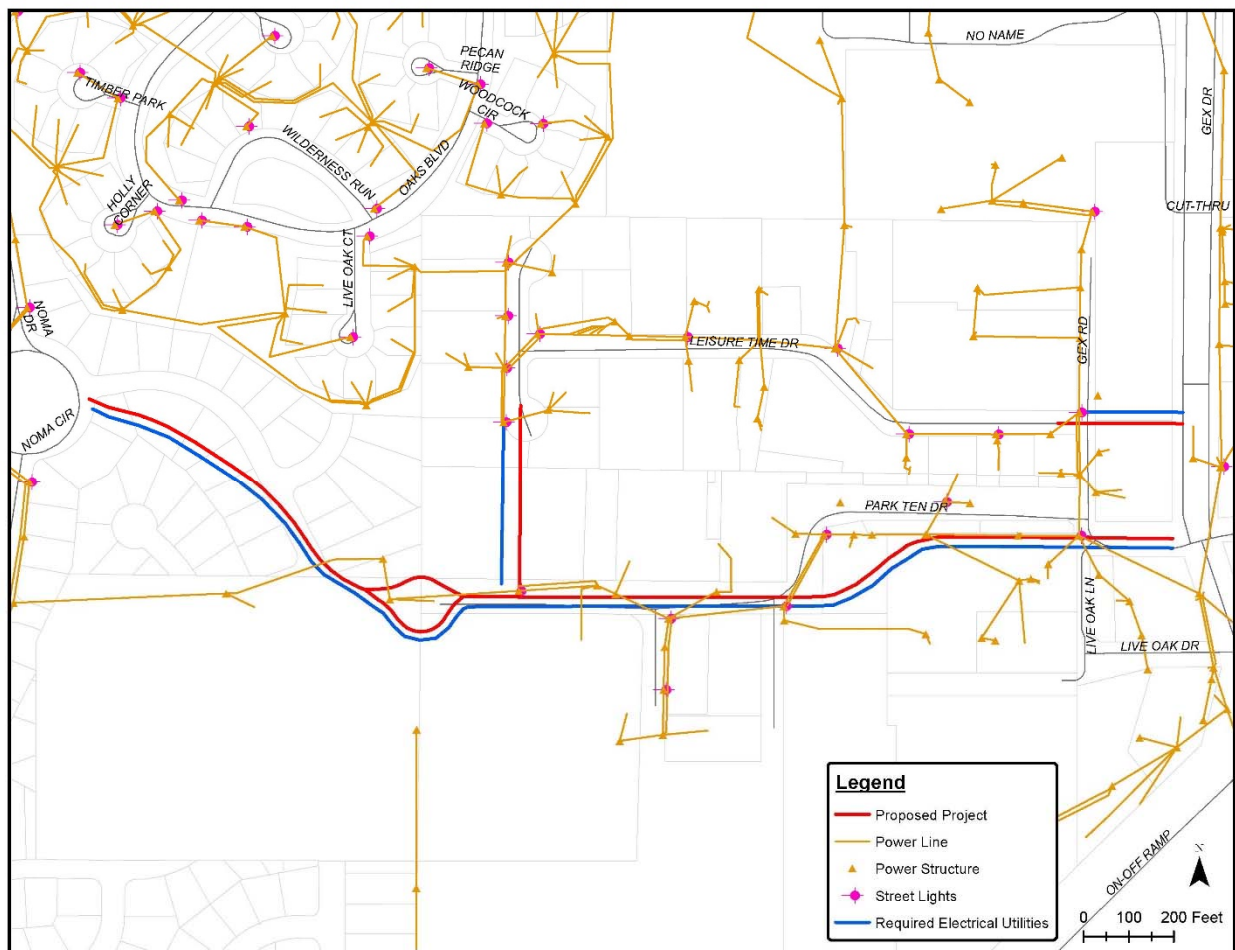 NO NAME
PECAN
RIDGE
WOODCOCK
CIR
TIMBER PARK
GEX DR
WILDERNESS RUN
OAKS BLVD
HOLLY
CORNER
CUT-THRU
LIVE OAK CT
NOMA
DR
LEISURE TIME DR
GEX RD
NOMA CIR
PARK TEN DR
LIVE OAK LN
LIVE OAK DR
ON-OFF RAMP
Legend
Proposed Project
Power Line
Power Structure
Street Lights
Required Electrical Utilities
N
0 100 200 Feet